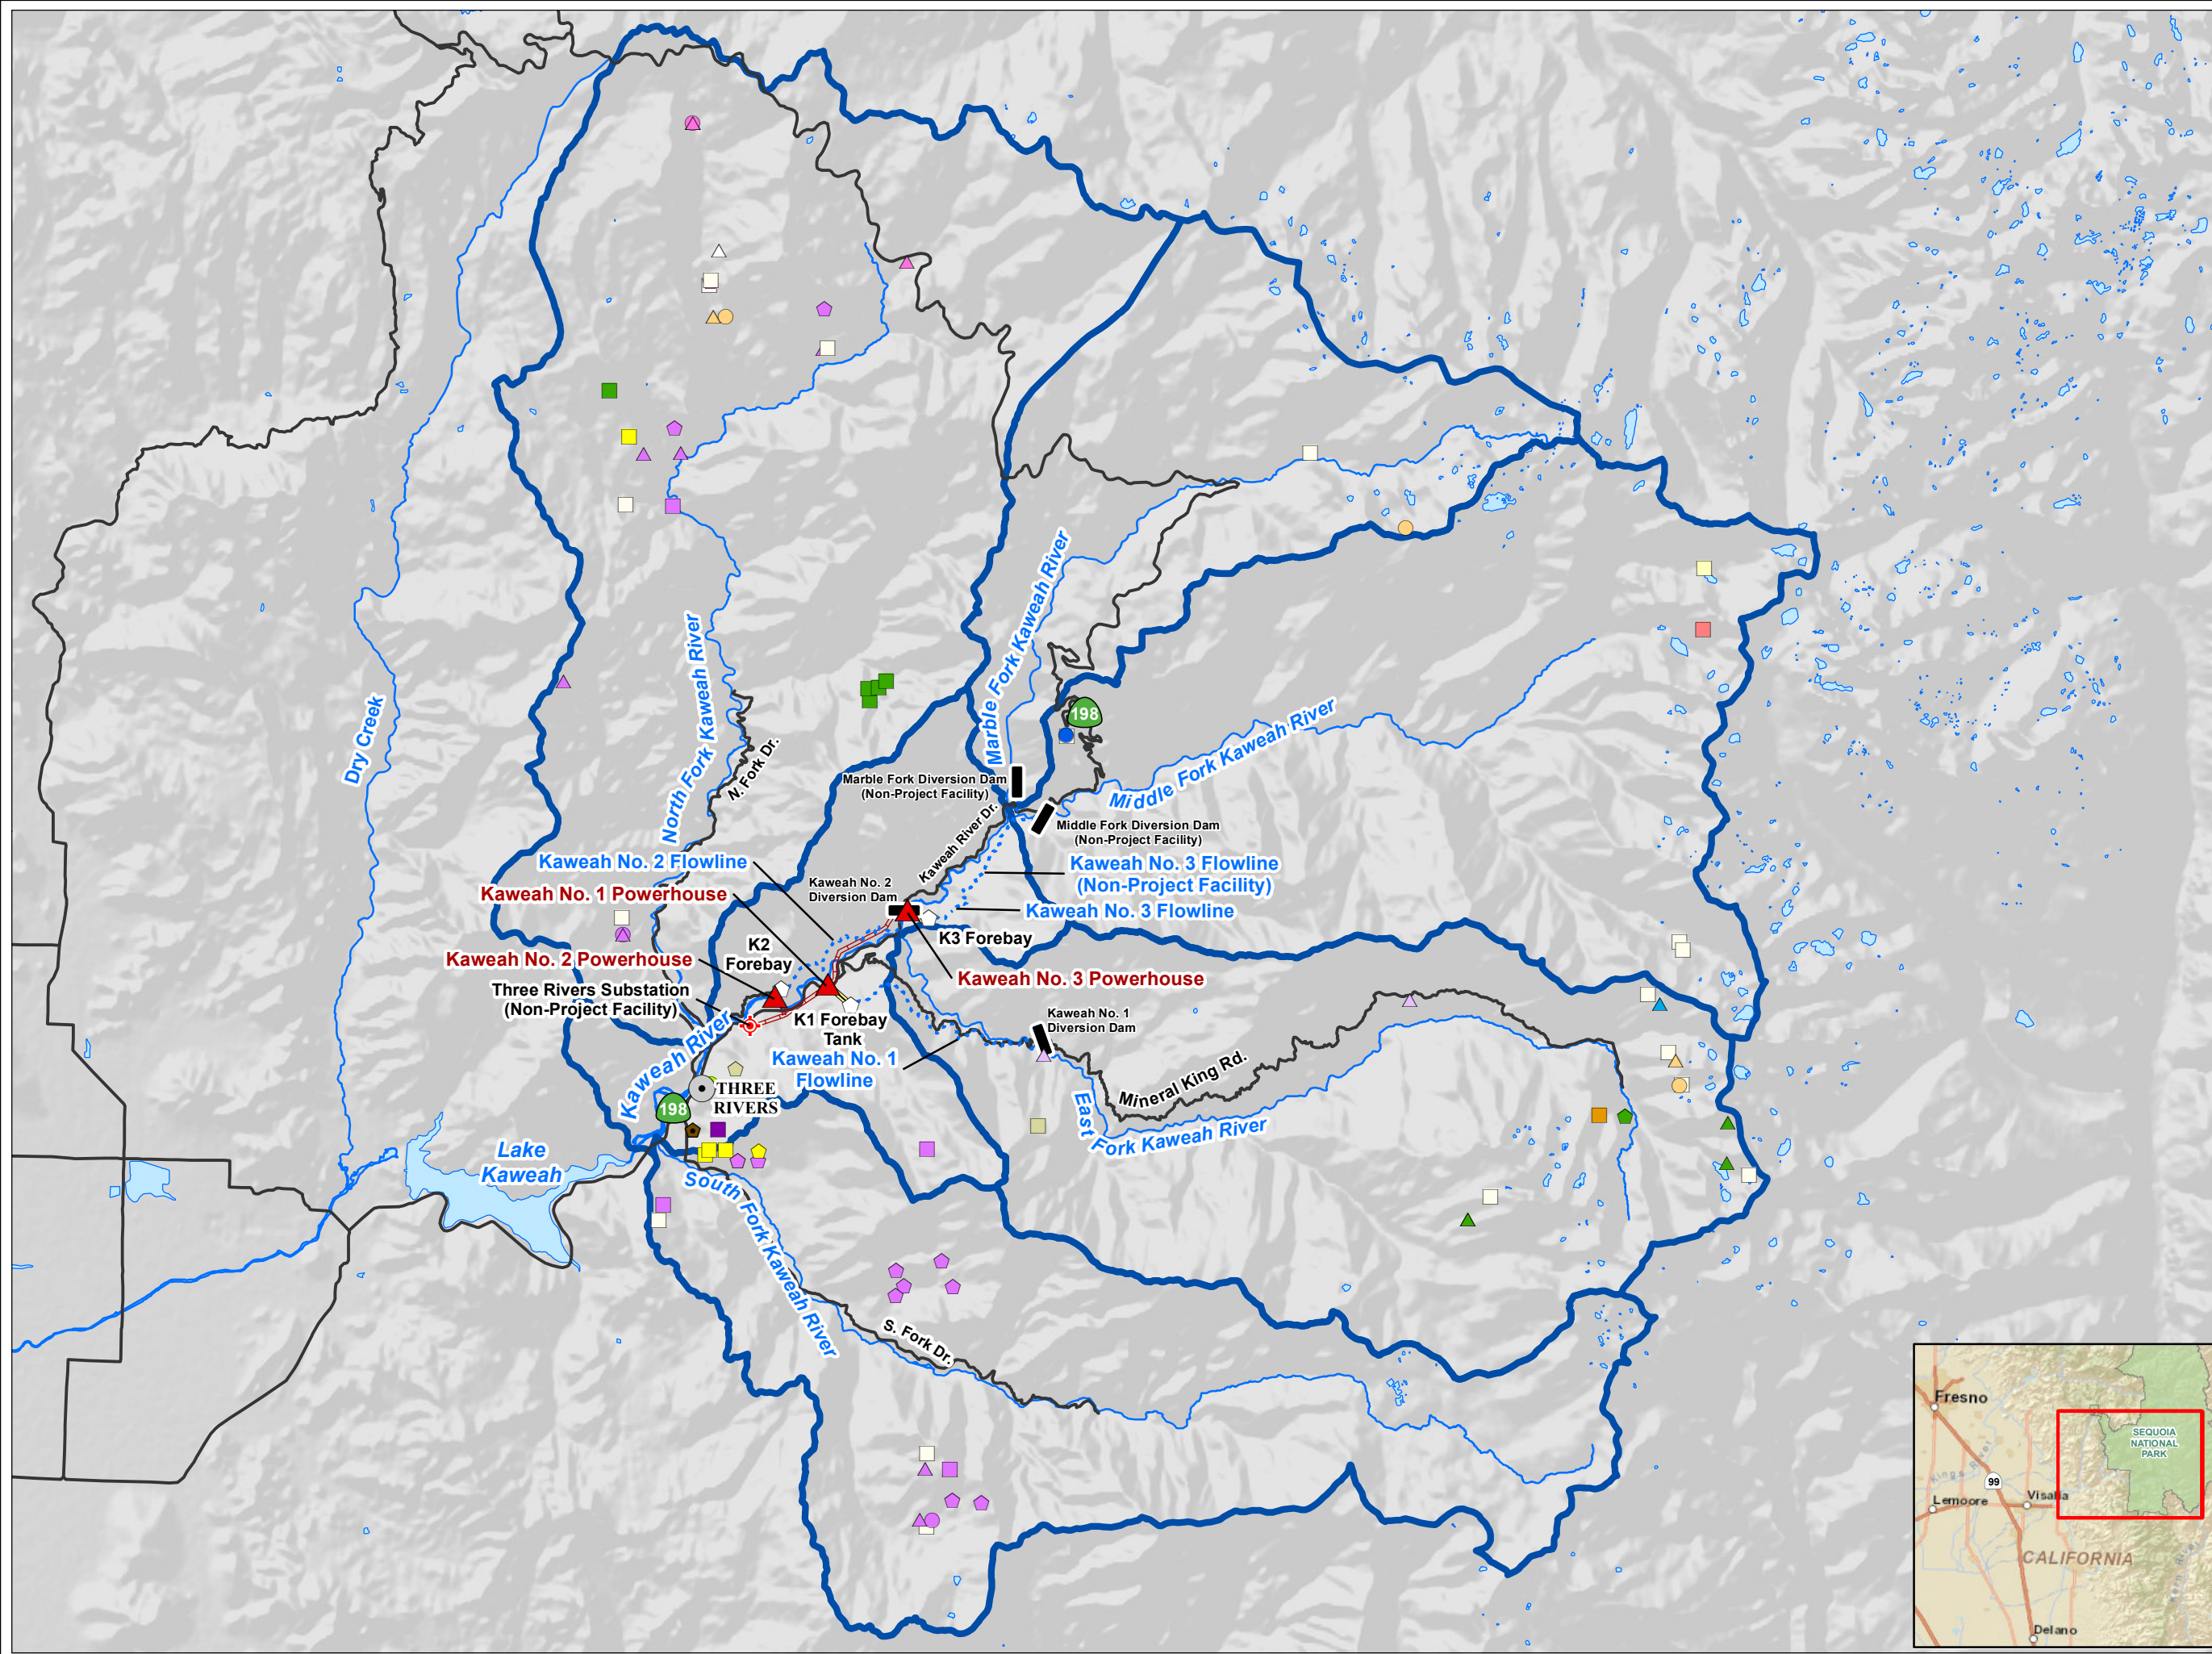 198
Marble Fork Kaweah River
Dry Creek
North Fork Kaweah River
N. Fork Dr.
Middle Fork Kaweah River
Marble Fork Diversion Dam
(Non-Project Facility)
Kaweah River Dr.
Middle Fork Diversion Dam
(Non-Project Facility)
Kaweah No. 2 Flowline
Kaweah No. 3 Flowline
(Non-Project Facility)
Kaweah No. 2
Diversion Dam
Kaweah No. 1 Powerhouse
Kaweah No. 3 Flowline
K3 Forebay
K2
Forebay
Kaweah No. 2 Powerhouse
Kaweah No. 3 Powerhouse
Three Rivers Substation
(Non-Project Facility)
K1 Forebay
Tank
Kaweah No. 1
Diversion Dam
Kaweah River
Kaweah No. 1
Flowline
Mineral King Rd.
THREE
RIVERS
198
East
Fork Kaweah River
Lake
Kaweah
South Fork Kaweah River
S. Fork Dr.
Fresno
SEQUOIA
NATIONAL
PARK
Kings River
99
Lemoore
Visalia
CALIFORNIA
Delano